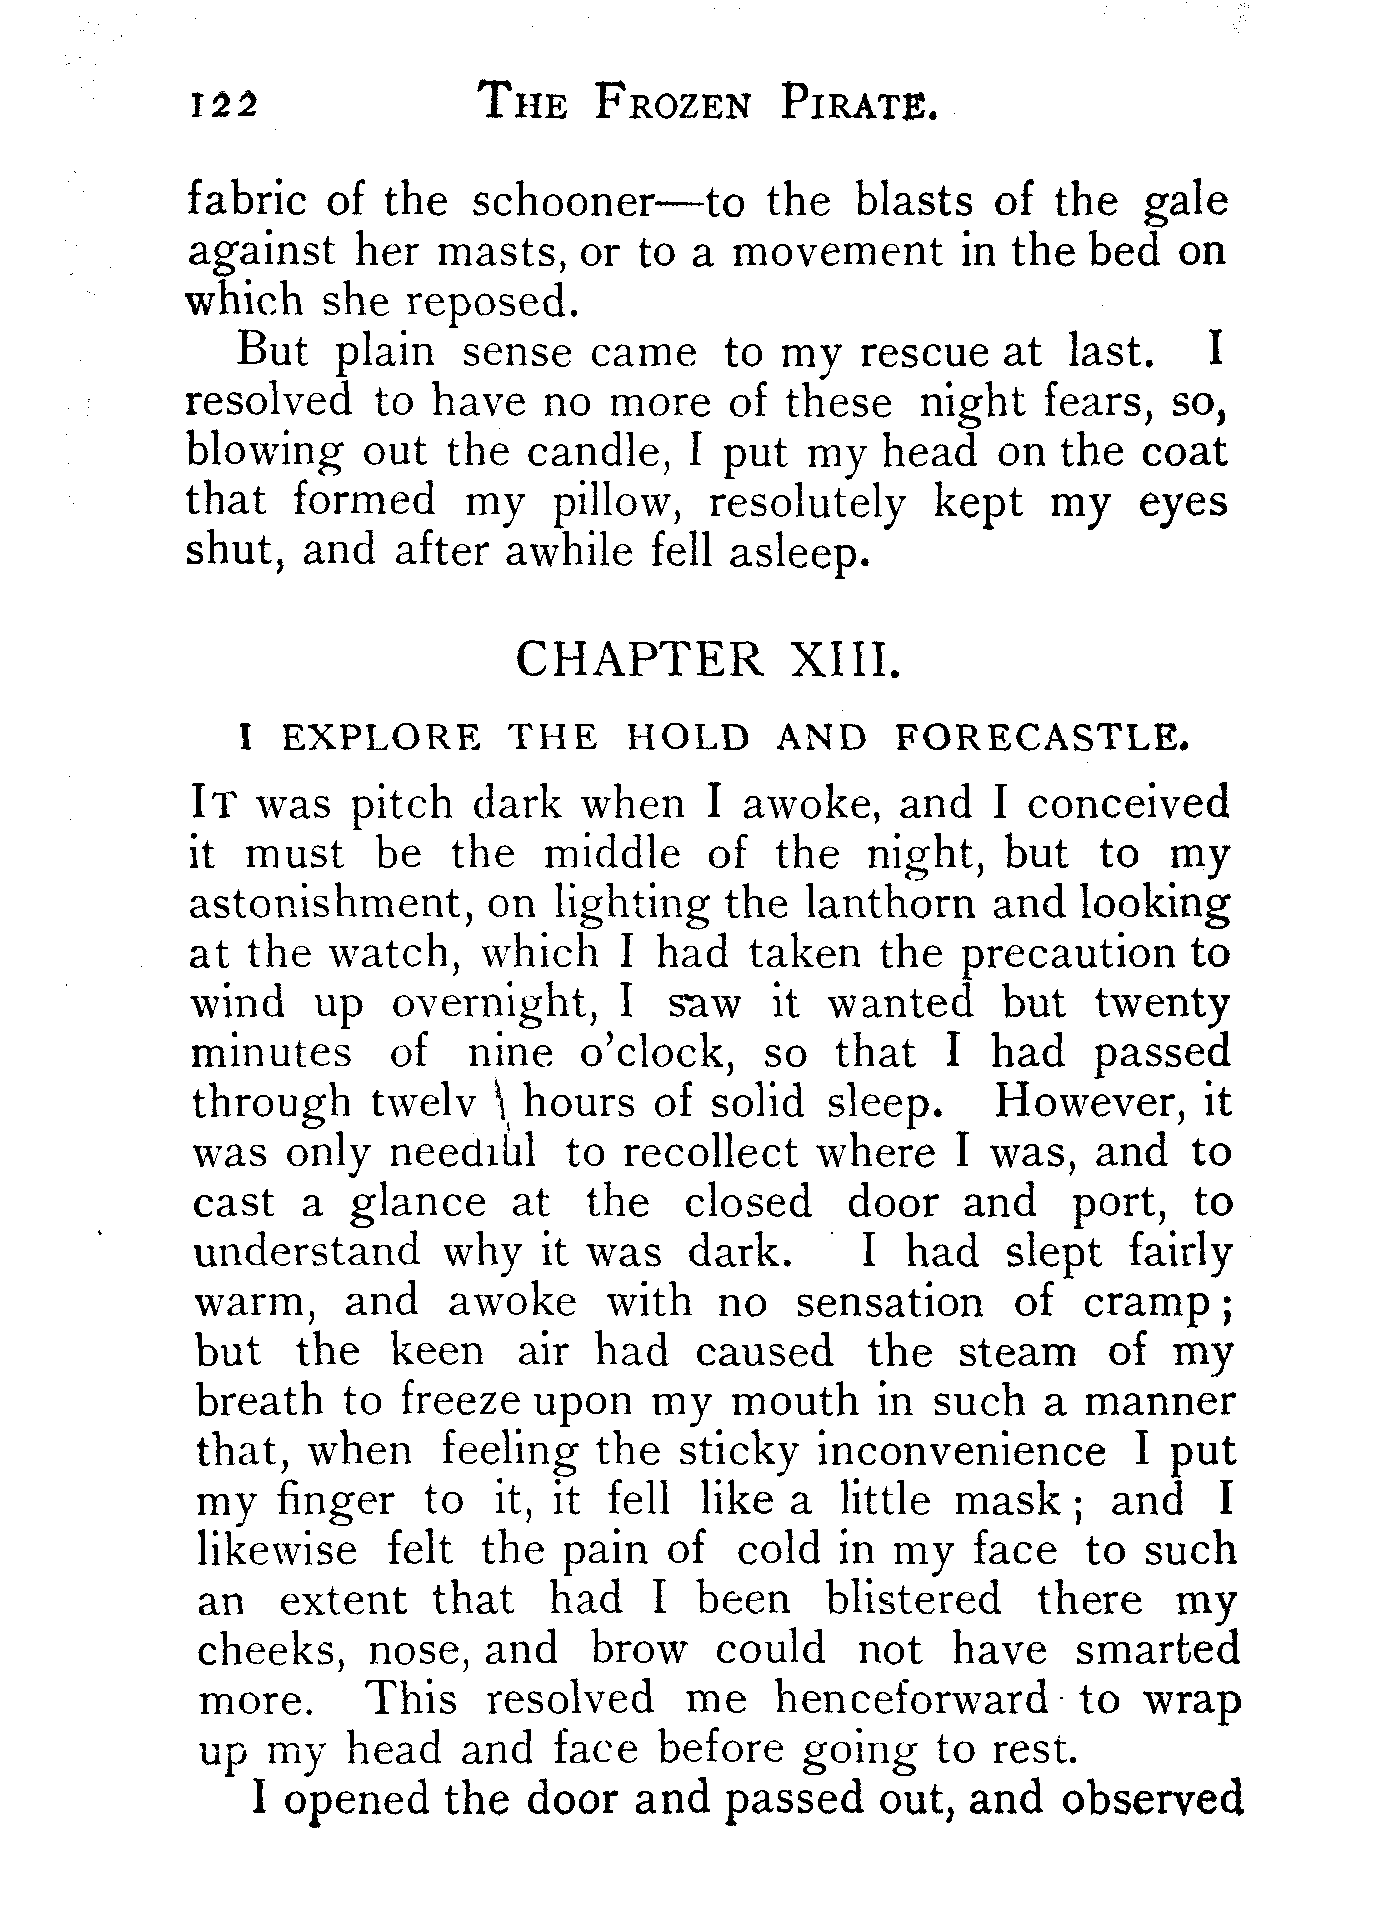 122 THE FROZEN PIRATE.
fabric of the schooner—to the blasts of the gale
against her masts, or to a movement in the bed on
which she reposed.
But plain sense came to my rescue at last. I
resolved to have no more of these night fears, so,
blowing out the candle, I put my head on the coat
that formed my pillow, resolutely kept my eyes
shut, and after awhile fell asleep.
CHAPTER XIII.
I EXPLORE THE HOLD AND FORECASTLE.
IT was pitch dark when I awoke, and I conceived
it must be the middle of the night, but to my
astonishment, on lighting the lanthorn and looking
at the watch, which I had taken the precaution to
wind up overnight, I saw it wanted but twenty
minutes of nine o'clock, so that I had passed
through twelv \ hours of solid sleep. However, it
was only needful to recollect where I was, and to
cast a glance at the closed door and port, to
understand why it was dark. I had slept fairly
warm, and awoke with no sensation of cramp;
but the keen air had caused the steam of my
breath to freeze upon my mouth in such a manner
that, when feeling the sticky inconvenience I put
my finger to it, it fell like a little mask; and I
likewise felt the pain of cold in my face to such
an extent that had I been blistered there my
cheeks, nose, and brow could not have smarted
more. This resolved me henceforward to wrap
up my head and face before going to rest.
I opened the door and passed out, and observed